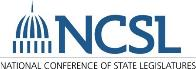 NCSL
NATIONAL CONFERENCE OF STATE LEGISLATURES